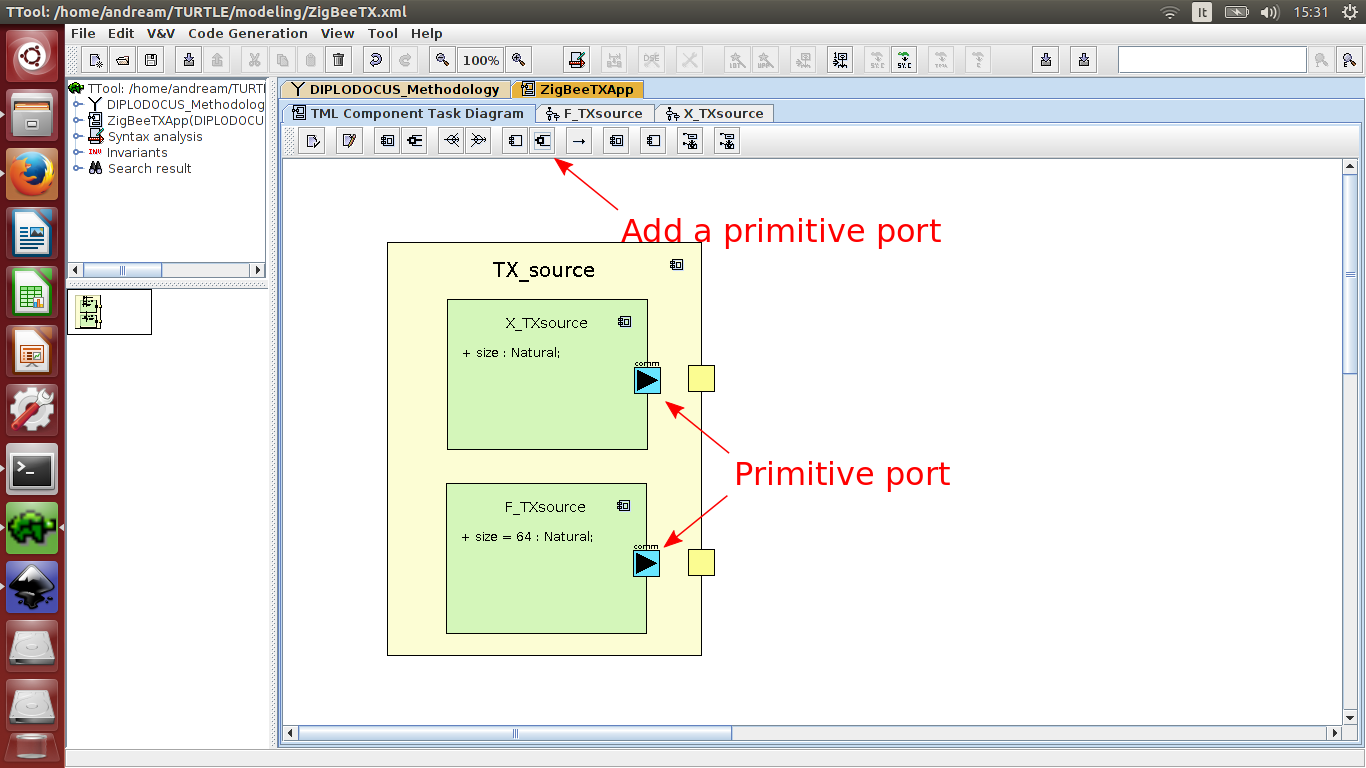 TTool: /home/andream/TURTLE/modeling/ZigBeeTX.xml
It
15:31
File Edit V&V Code Generation View Tool Help
100%
TTool: /home/andream/TURTL
DIPLODOCUS_Methodolog
ZigBeeTXApp(DIPLODOCU
Syntax analysis
INV Invariants
Search result
DIPLODOCUS_Methodology ZigBeeTXApp
TML Component Task Diagram F_TXsource X_TXsource
Add a primitive port
TX_source
X_TXsource
+ size : Natural;
comm
Primitive port
F_TXsource
+ size = 64 : Natural;
comm